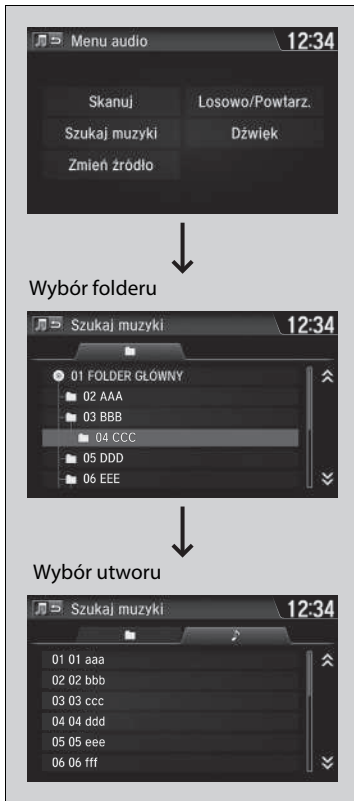 Menu audio 12:34
Skanuj Losowo/Powtarz.
Szukaj muzyki Dźwięk
Zmień źródło
Wybór folderu
Szukaj muzyki 12:34
01 FOLDER GŁÓWNY
02 AAA
03 BBB
04 CCC
05 DDD
06 EEE
Wybór utworu
Szukaj muzyki 12:34
01 01 aaa
02 02 bbb
03 03 ccc
04 04 ddd
05 05 eee
06 06 fff